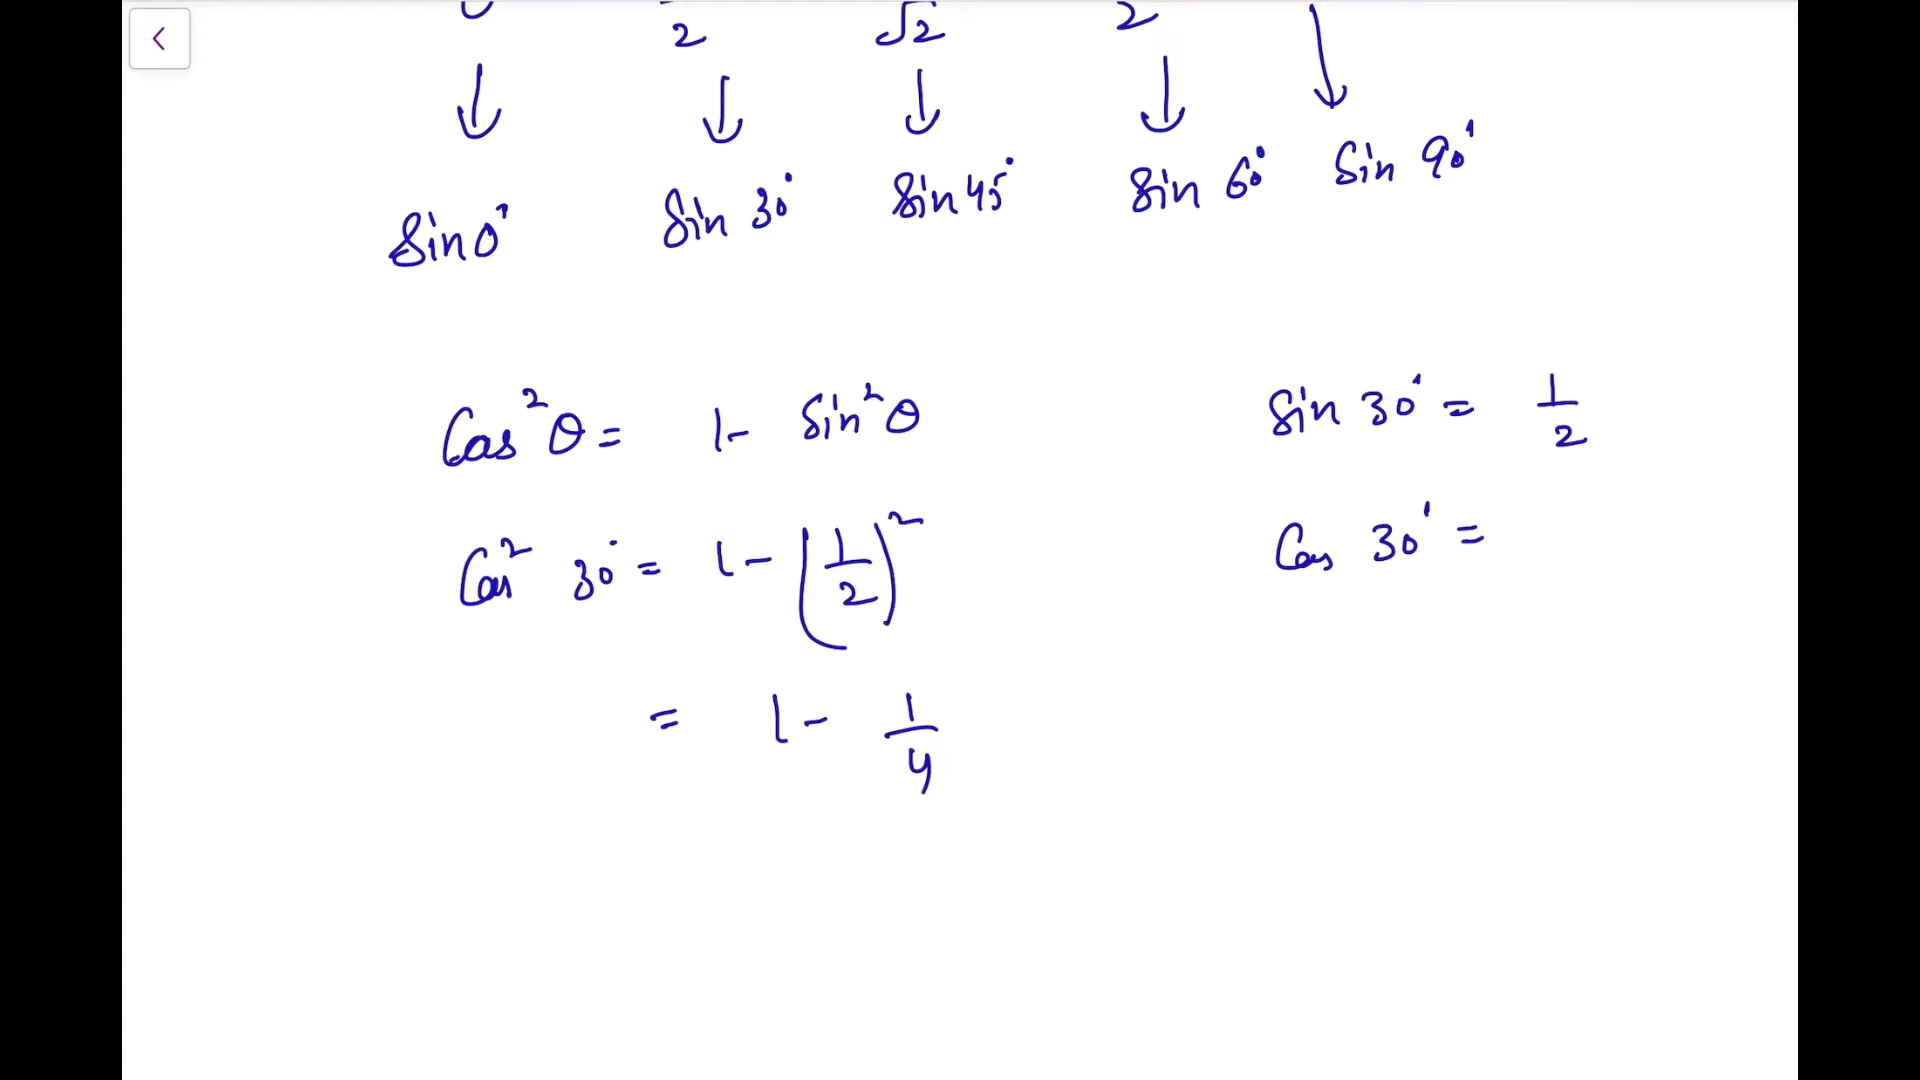 2 √2 2
↓ ↓ ↓ ↓ ↓
Sin 0° Sin 30° Sin 45° Sin 60° Sin 90°
Cos²θ = 1 - Sin²θ Sin 30° = 1/2
Cos² 30° = 1 - (1/2)² Cos 30° =
= 1 - 1/4